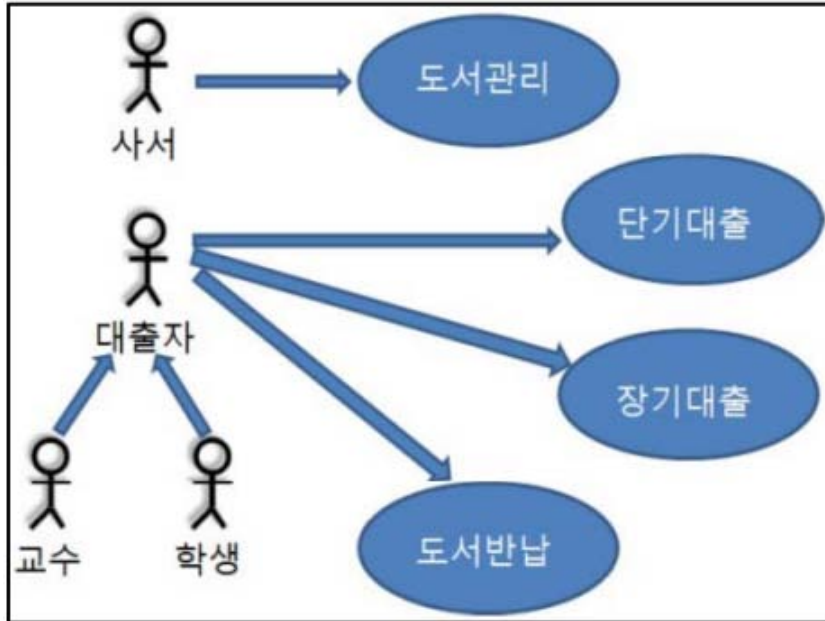 도서관리
사서
단기대출
대출자
장기대출
교수
학생
도서반납